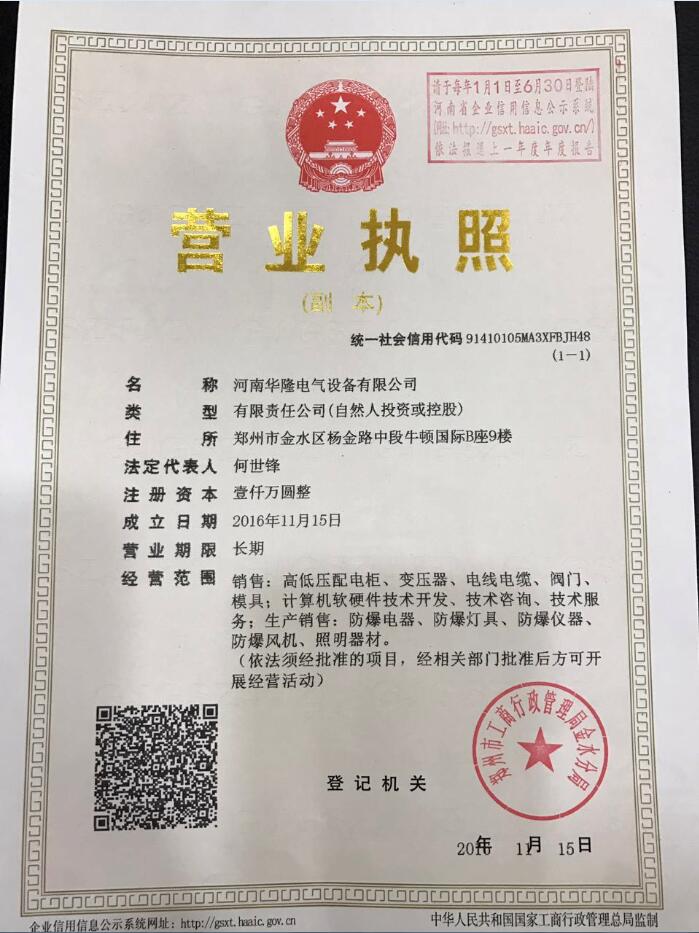 请于每年1月1日至6月30日登陆
河南省企业信用信息公示系统
(网址:http://gsxt.haaic.gov.cn/)
依法报送上一年度年度报告
营业执照
(副本)
统一社会信用代码 91410105MA3XFBJH48
(1-1)
名称 河南华隆电气设备有限公司
类型 有限责任公司(自然人投资或控股)
住所 郑州市金水区杨金路中段牛顿国际B座9楼
法定代表人 何世锋
注册资本 壹仟万圆整
成立日期 2016年11月15日
营业期限 长期
经营范围 销售：高低压配电柜、变压器、电线电缆、阀门、
模具；计算机软硬件技术开发、技术咨询、技术服
务；生产销售：防爆电器、防爆灯具、防爆仪器、
防爆风机、照明器材。
（依法须经批准的项目，经相关部门批准后方可开
展经营活动）
郑州市工商行政管理局金水分局
登记机关
2016年 11月 15日
企业信用信息公示系统网址：http://gsxt.haaic.gov.cn
中华人民共和国国家工商行政管理总局监制